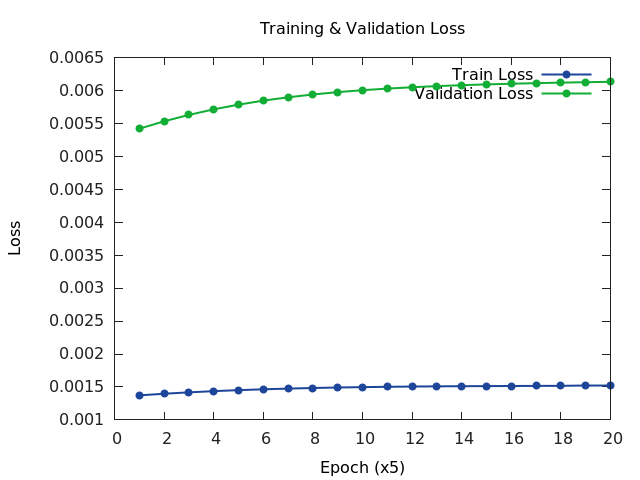 Training & Validation Loss
0.0065
0.006
0.0055
0.005
0.0045
0.004
0.0035
0.003
0.0025
0.002
0.0015
0.001
Loss
Train Loss
Validation Loss
0 2 4 6 8 10 12 14 16 18 20
Epoch (x5)